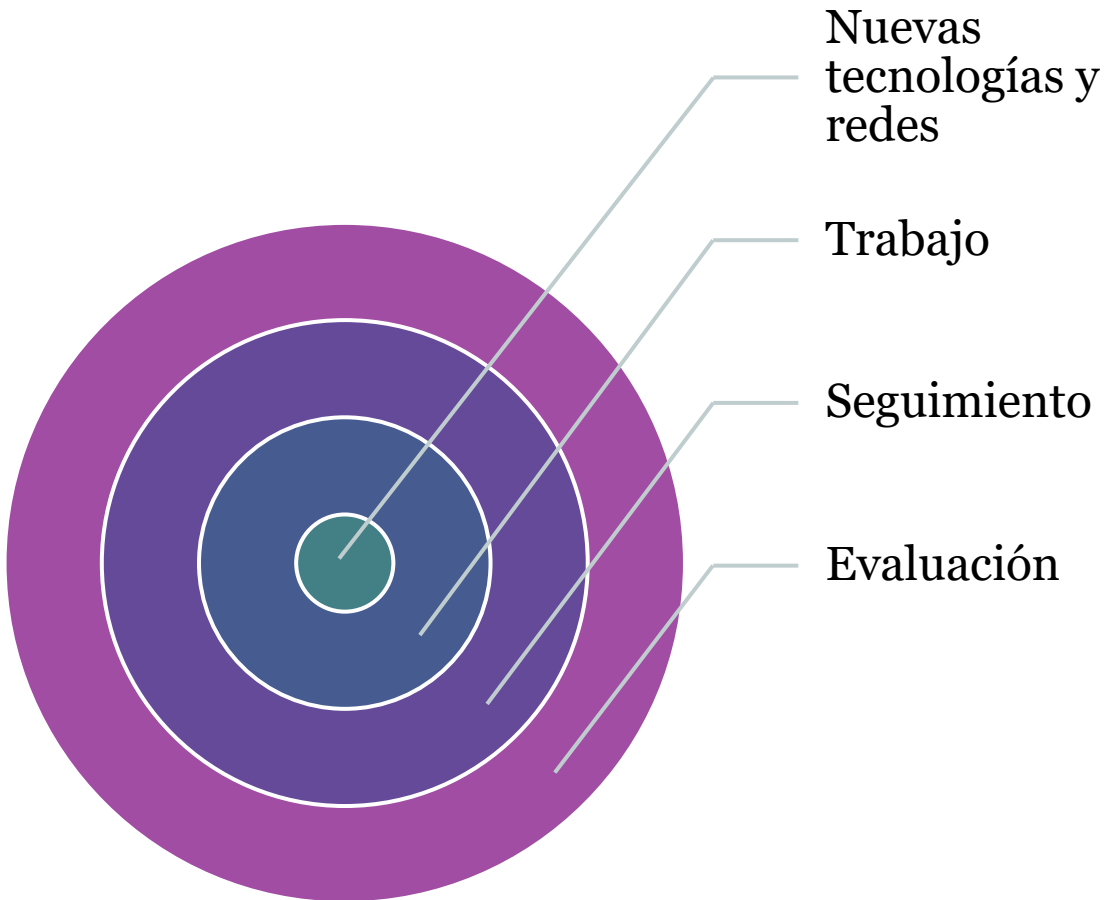 Nuevas
tecnologías y
redes
Trabajo
Seguimiento
Evaluación